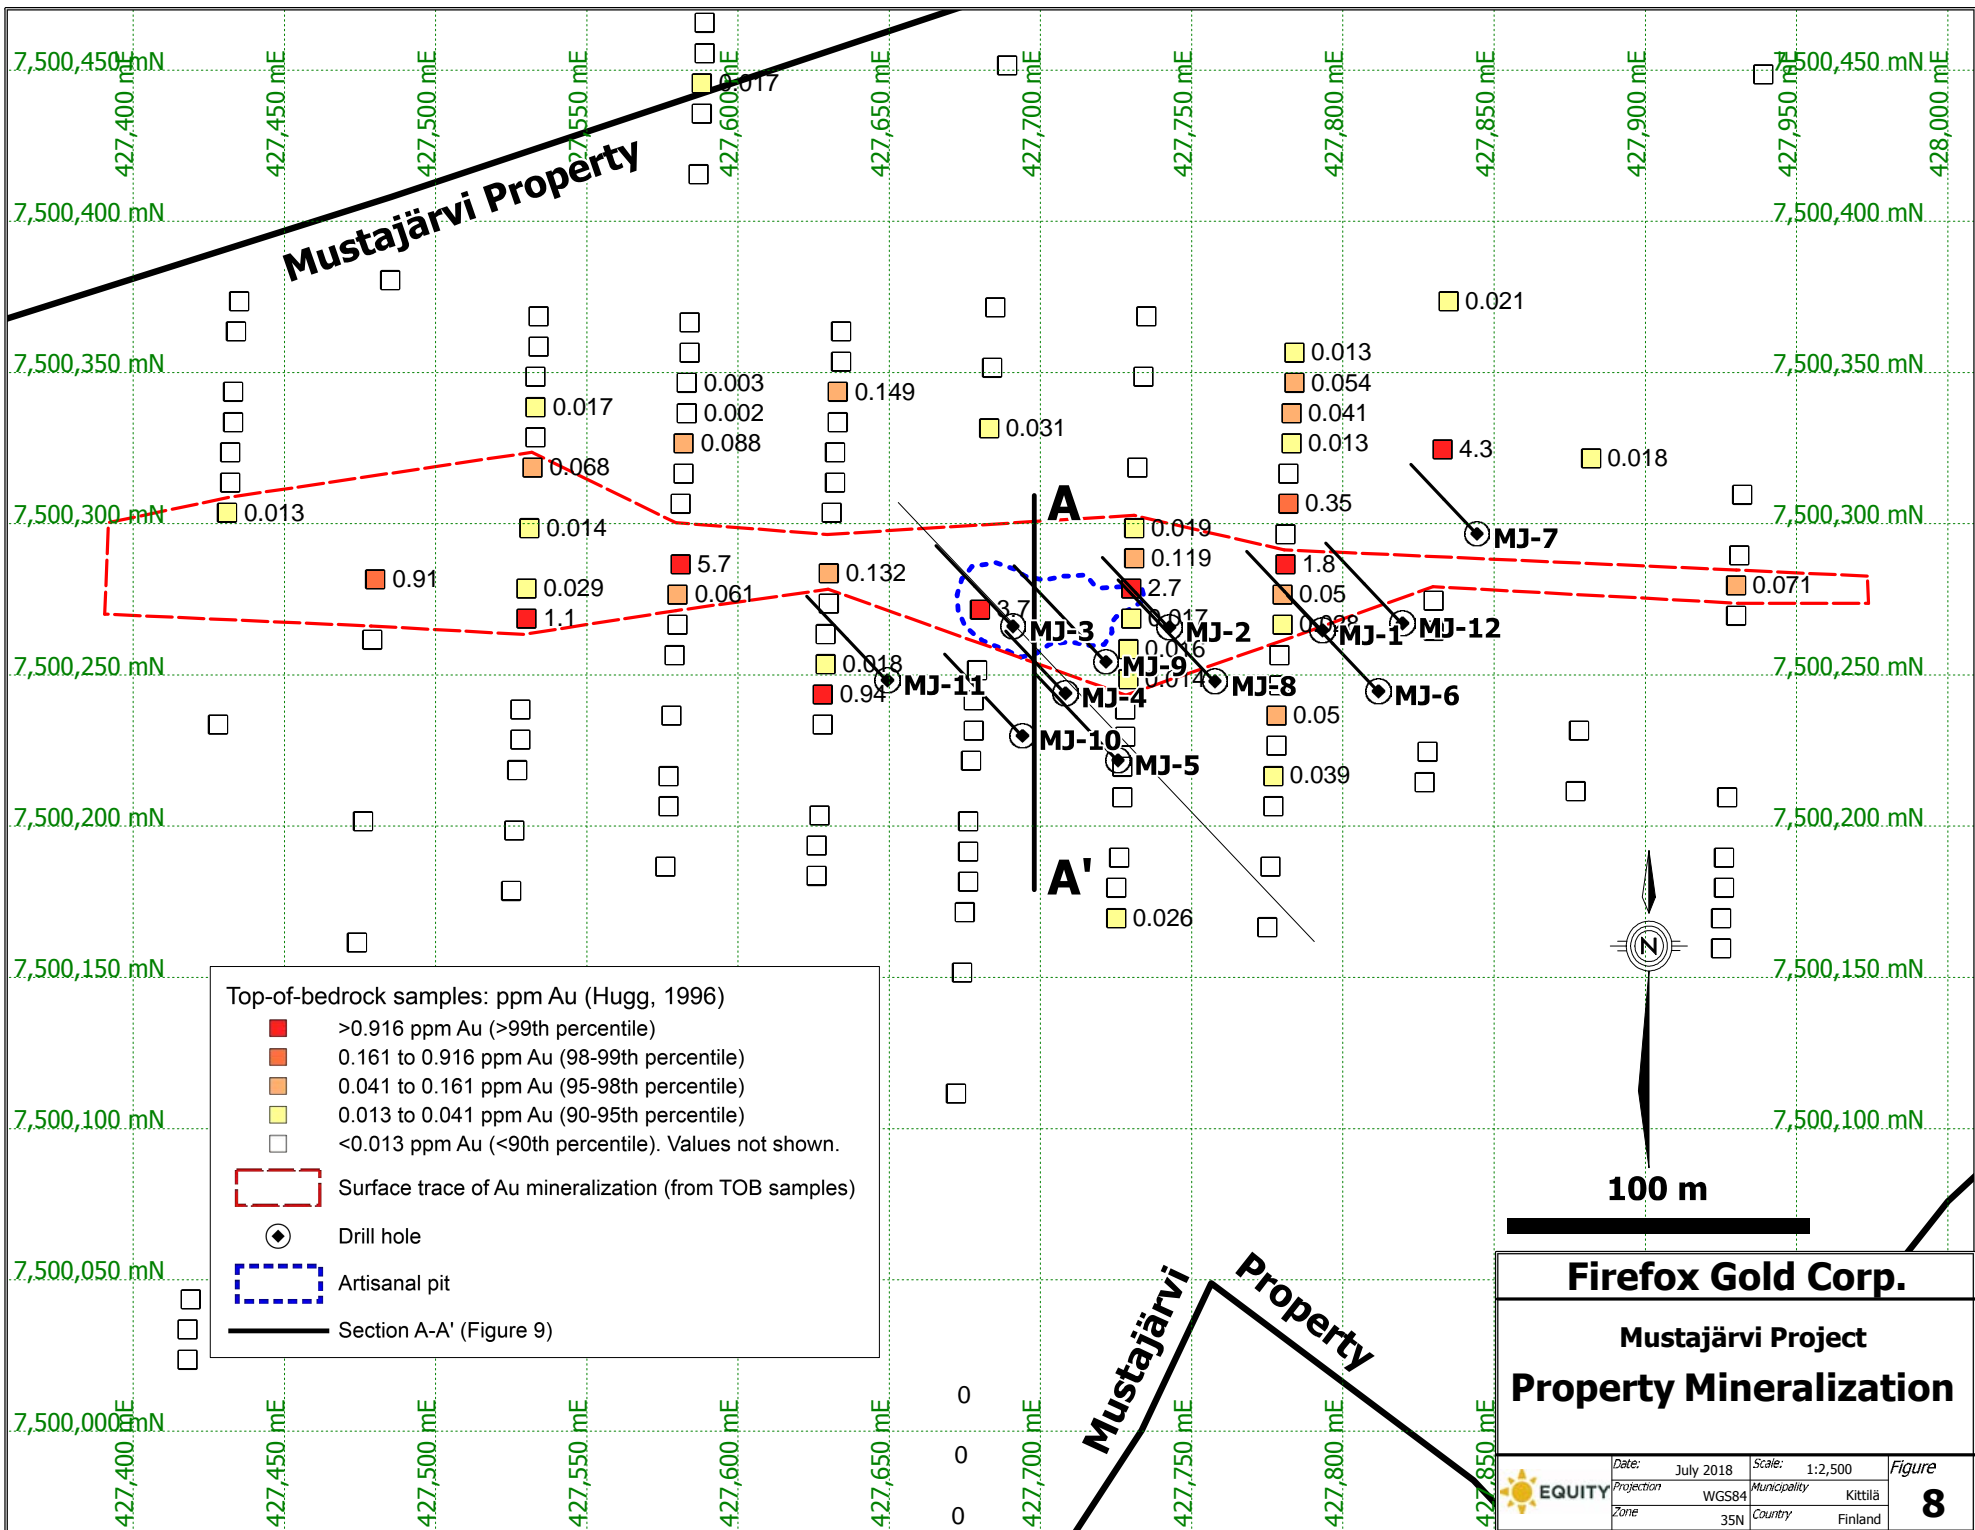 427,400 mE
427,450 mE
427,500 mE
427,550 mE
427,600 mE
427,650 mE
427,700 mE
427,750 mE
427,800 mE
427,850 mE
427,900 mE
427,950 mE
428,000 mE
7,500,450 mN
7,500,450 mN
0.017
Mustajärvi Property
7,500,400 mN
7,500,400 mN
0.021
7,500,350 mN
7,500,350 mN
0.013
0.003
0.054
0.149
0.017
0.002
0.041
0.031
0.088
0.013
4.3
0.018
0.068
A
7,500,300 mN
7,500,300 mN
0.013
0.35
0.014
0.019
MJ-7
0.119
5.7
1.8
0.132
0.91
0.071
0.029
2.7
0.061
0.05
3.7
1.1
0.017
0.028
MJ-3
MJ-2
MJ-1
MJ-12
0.016
0.018
MJ-9
7,500,250 mN
7,500,250 mN
0.014
MJ-11
MJ-8
0.94
MJ-4
MJ-6
0.05
MJ-10
MJ-5
0.039
7,500,200 mN
7,500,200 mN
A'
0.026
N
7,500,150 mN
7,500,150 mN
Top-of-bedrock samples: ppm Au (Hugg, 1996)
>0.916 ppm Au (>99th percentile)
0.161 to 0.916 ppm Au (98-99th percentile)
0.041 to 0.161 ppm Au (95-98th percentile)
0.013 to 0.041 ppm Au (90-95th percentile)
<0.013 ppm Au (<90th percentile). Values not shown.
Surface trace of Au mineralization (from TOB samples)
Drill hole
Artisanal pit
Section A-A' (Figure 9)
7,500,100 mN
7,500,100 mN
100 m
7,500,050 mN
Mustajärvi Property
0
0
0
7,500,000 mN
427,400 mE
427,450 mE
427,500 mE
427,550 mE
427,600 mE
427,650 mE
427,700 mE
427,750 mE
427,800 mE
427,850 mE
Firefox Gold Corp.
Mustajärvi Project
Property Mineralization
EQUITY
Date: July 2018
Scale: 1:2,500
Projection WGS84
Municipality Kittilä
Zone 35N
Country Finland
Figure
8